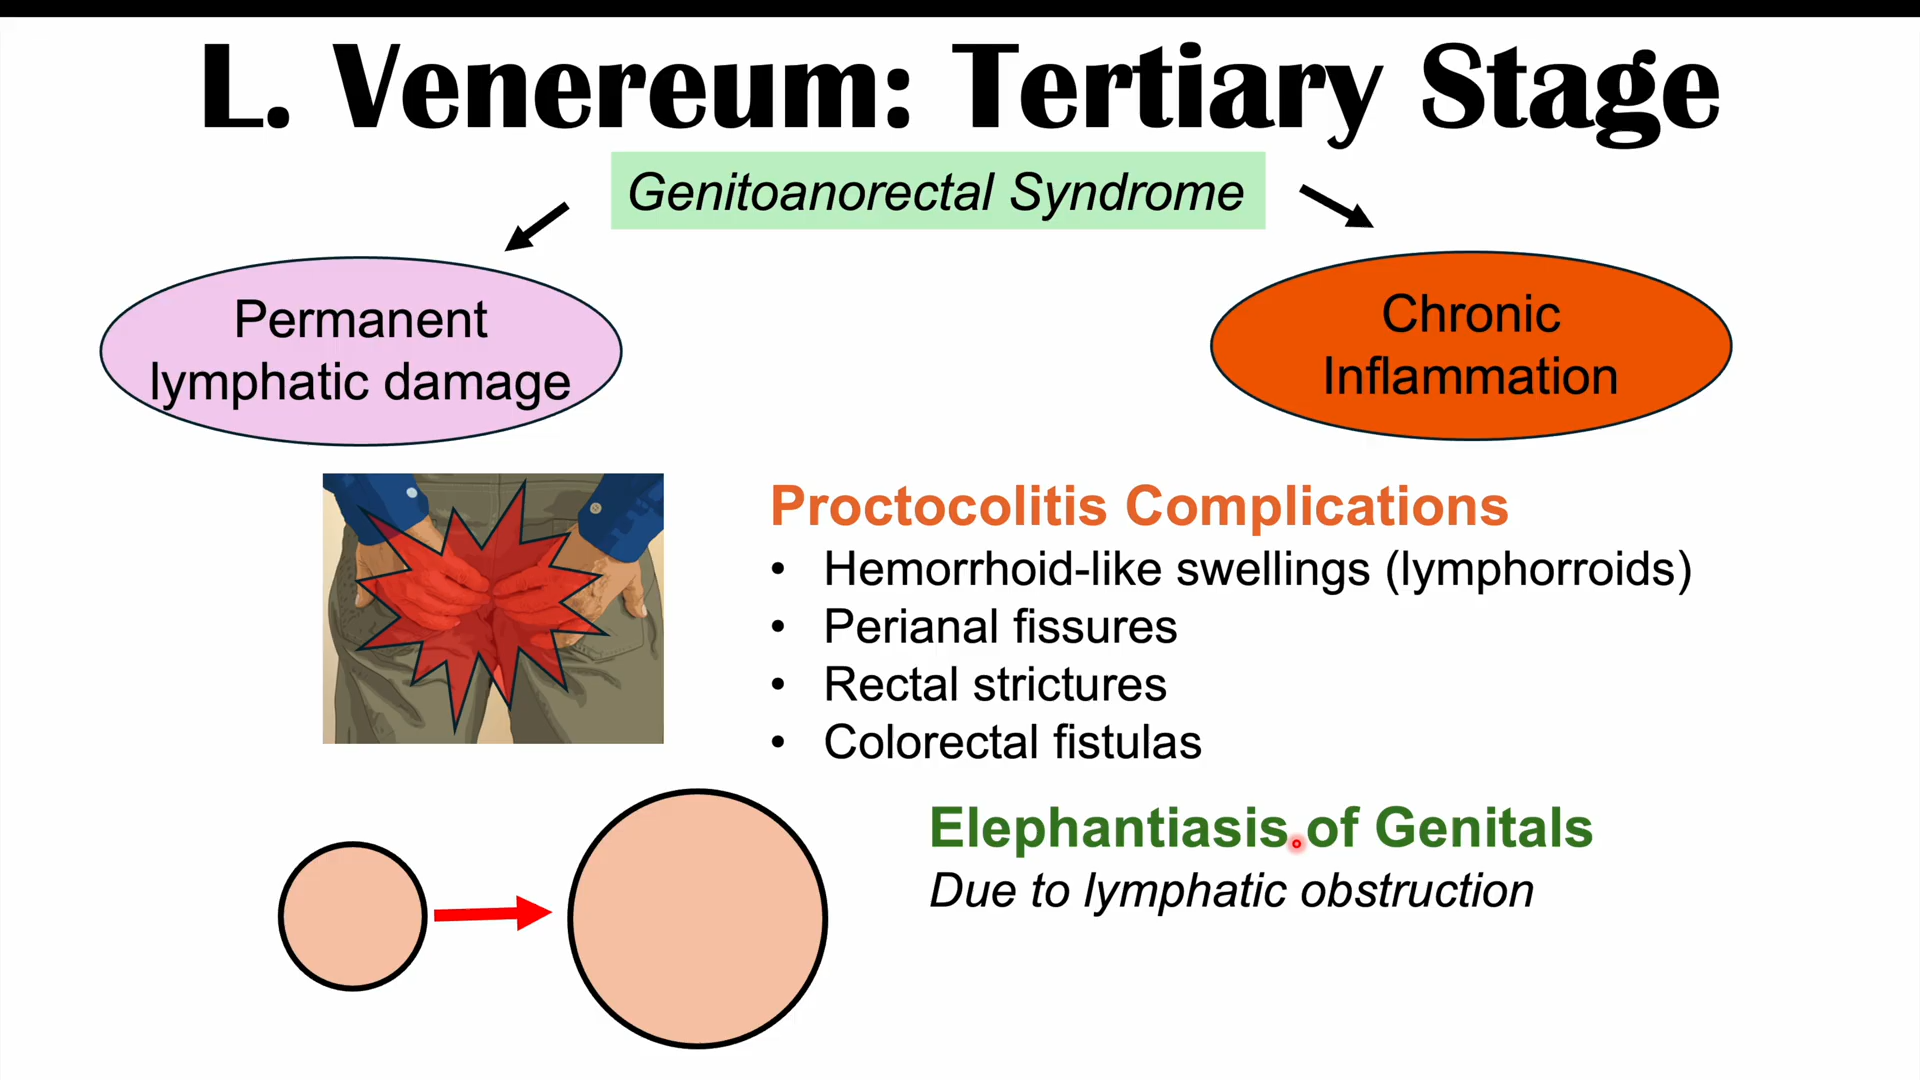 L. Venereum: Tertiary Stage
Genitoanorectal Syndrome
Permanent
lymphatic damage
Chronic
Inflammation
Proctocolitis Complications
• Hemorrhoid-like swellings (lymphorroids)
• Perianal fissures
• Rectal strictures
• Colorectal fistulas
Elephantiasis of Genitals
Due to lymphatic obstruction